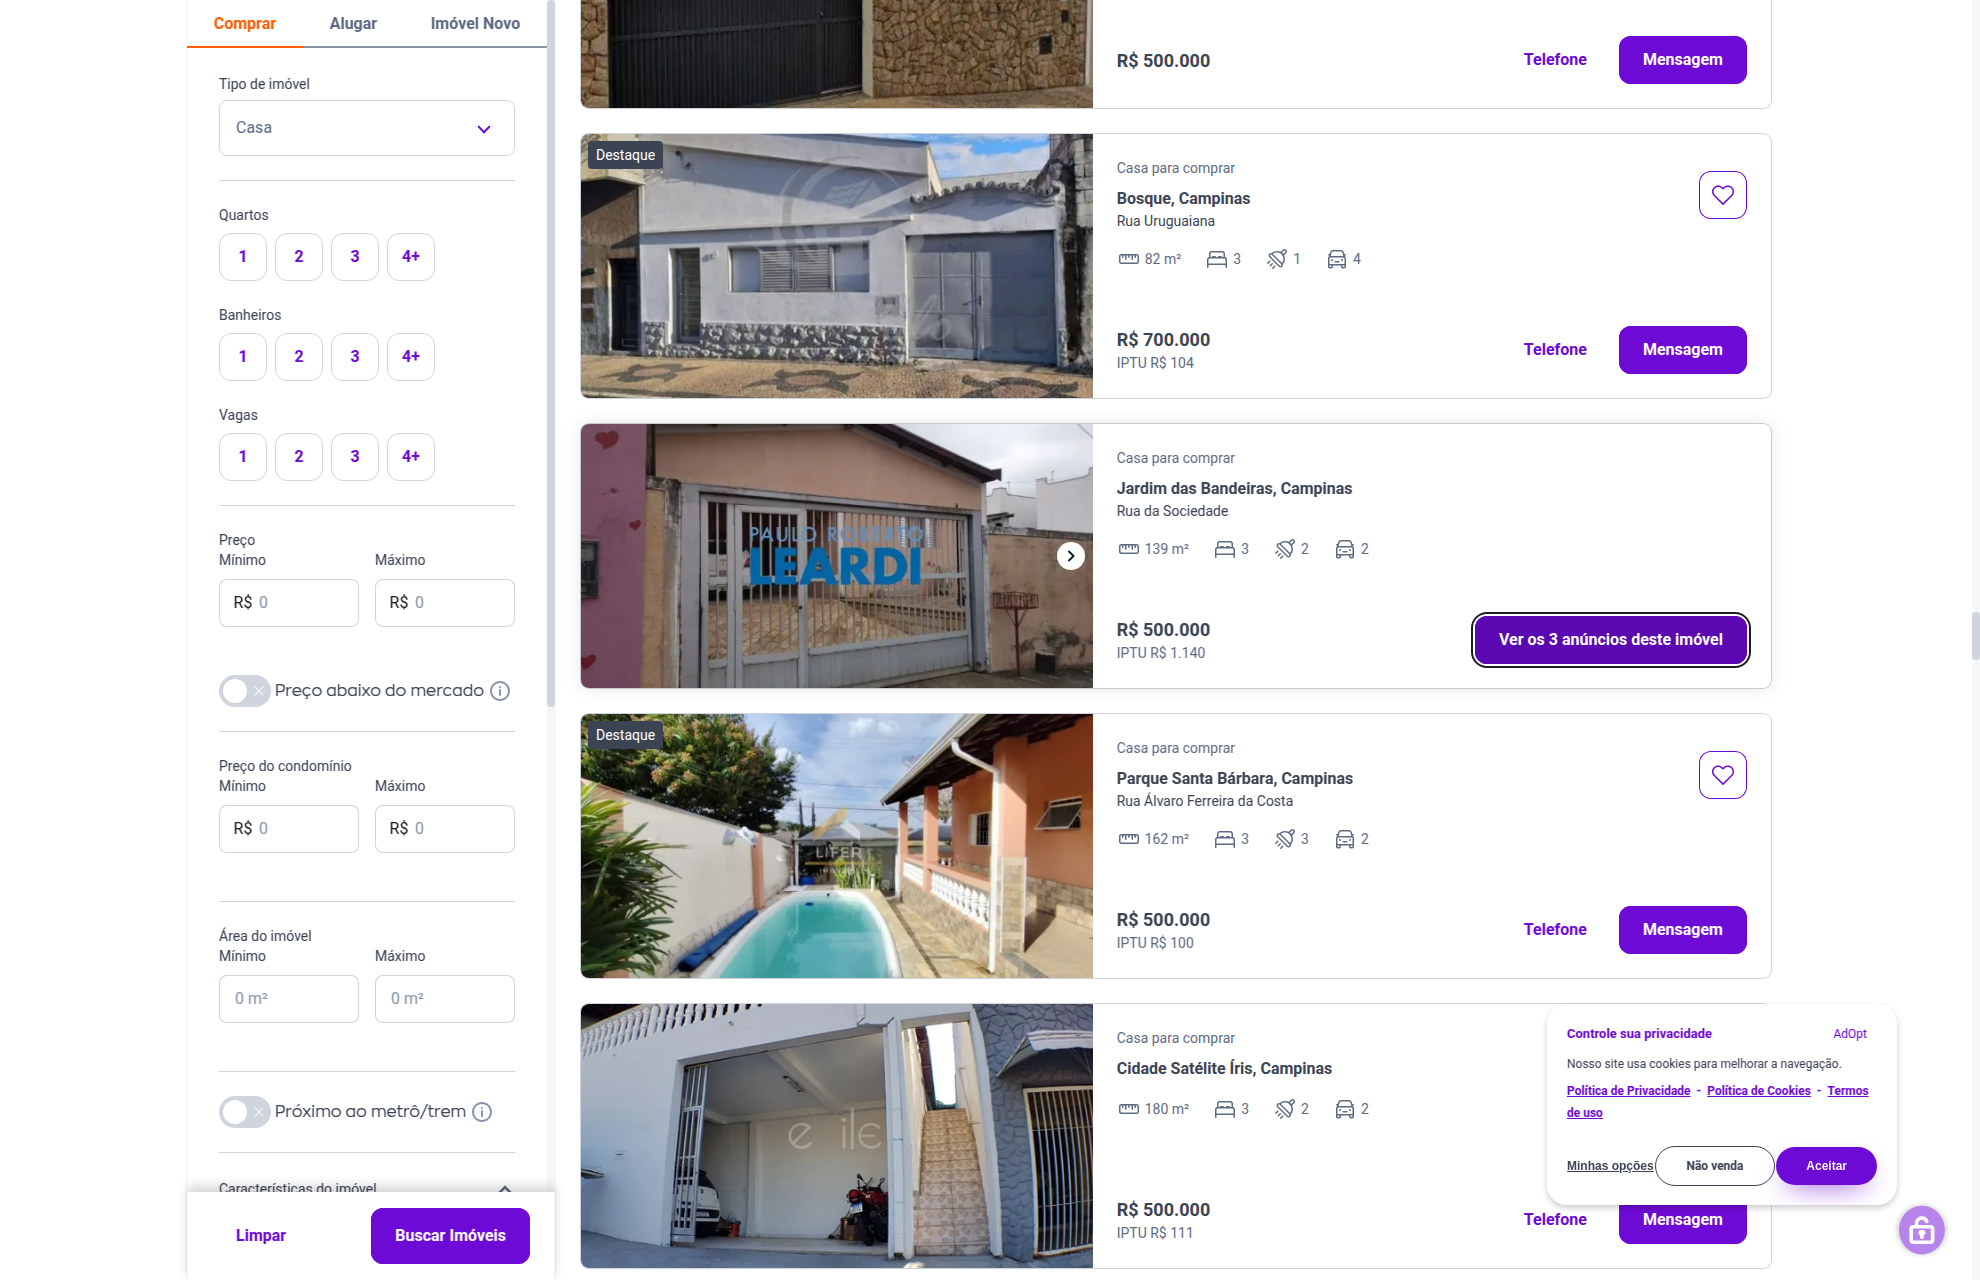 Comprar
Alugar
Imóvel Novo
Tipo de imóvel
Casa
Quartos
1
2
3
4+
Banheiros
1
2
3
4+
Vagas
1
2
3
4+
Preço
Mínimo
Máximo
R$ 0
R$ 0
Preço abaixo do mercado
Preço do condomínio
Mínimo
Máximo
R$ 0
R$ 0
Área do imóvel
Mínimo
Máximo
0 m²
0 m²
Próximo ao metrô/trem
Características do imóvel
Limpar
Buscar Imóveis
R$ 500.000
Telefone
Mensagem
Destaque
Casa para comprar
Bosque, Campinas
Rua Uruguaiana
82 m²
3
1
4
R$ 700.000
IPTU R$ 104
Telefone
Mensagem
PAULO ROBERTO
LEARDI
Casa para comprar
Jardim das Bandeiras, Campinas
Rua da Sociedade
139 m²
3
2
2
R$ 500.000
IPTU R$ 1.140
Ver os 3 anúncios deste imóvel
Destaque
LIFER
Casa para comprar
Parque Santa Bárbara, Campinas
Rua Álvaro Ferreira da Costa
162 m²
3
3
2
R$ 500.000
IPTU R$ 100
Telefone
Mensagem
Casa para comprar
Cidade Satélite Íris, Campinas
180 m²
3
2
2
R$ 500.000
IPTU R$ 111
Telefone
Mensagem
Controle sua privacidade
AdOpt
Nosso site usa cookies para melhorar a navegação.
Política de Privacidade - Política de Cookies - Termos
de uso
Minhas opções
Não venda
Aceitar